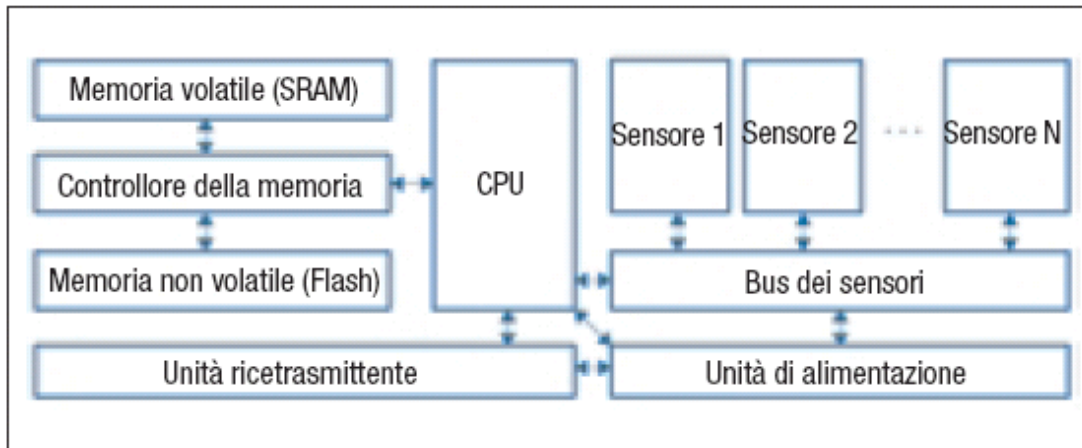 Memoria volatile (SRAM)
Controllore della memoria
Memoria non volatile (Flash)
CPU
Sensore 1
Sensore 2
....
Sensore N
Bus dei sensori
Unità ricetrasmittente
Unità di alimentazione